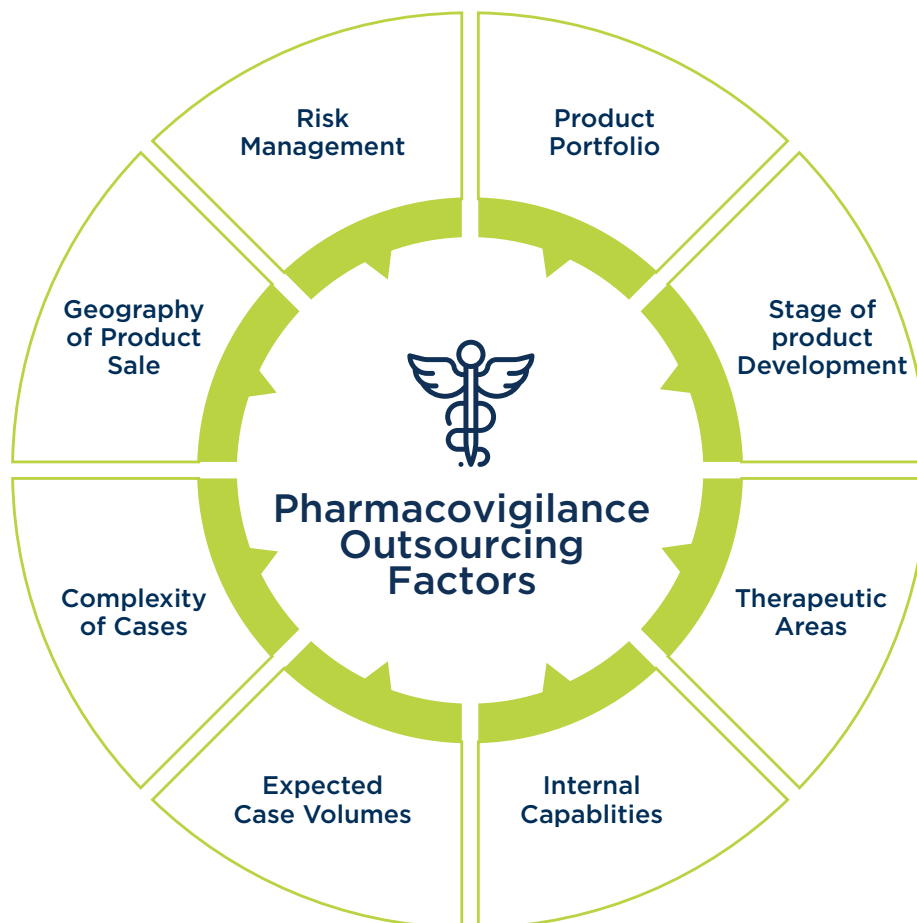 Risk
Management
Product
Portfolio
Stage of
product
Development
Therapeutic
Areas
Internal
Capablities
Expected
Case Volumes
Complexity
of Cases
Geography
of Product
Sale
Pharmacovigilance
Outsourcing
Factors